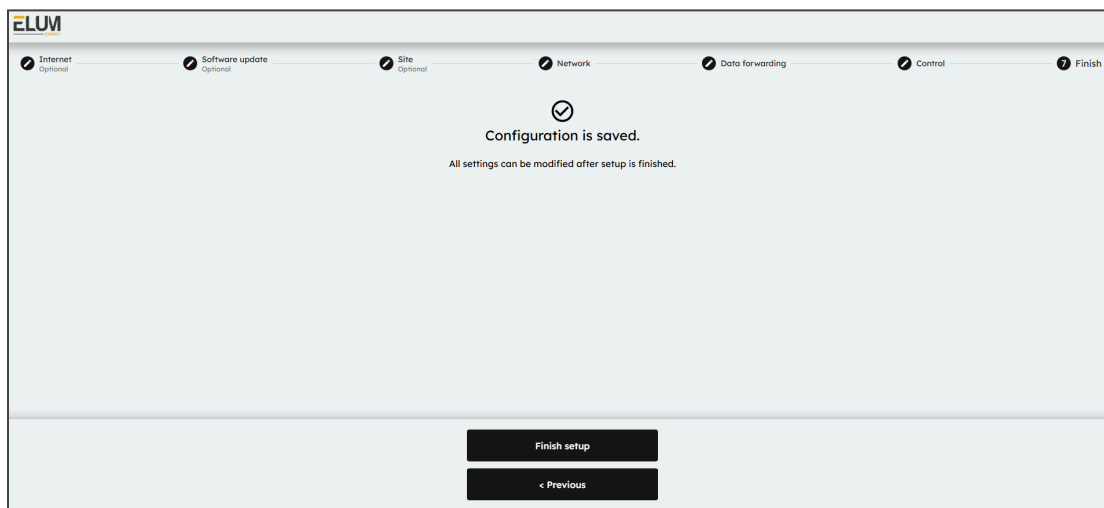 ELUM
ENERGY
Internet
Optional
Software update
Optional
Site
Optional
Network
Data forwarding
Control
7 Finish
Configuration is saved.
All settings can be modified after setup is finished.
Finish setup
< Previous